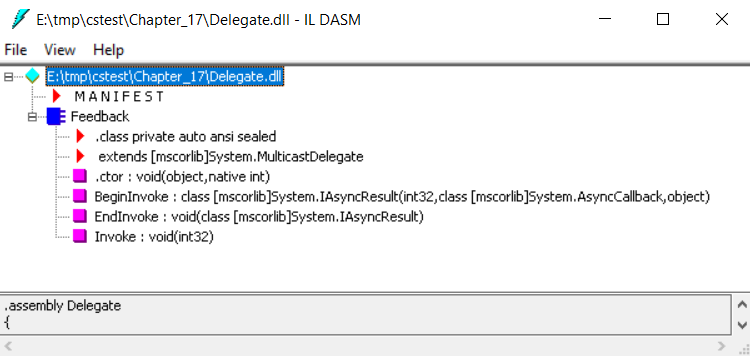 E:\tmp\cstest\Chapter_17\Delegate.dll - IL DASM
File View Help
E:\tmp\cstest\Chapter_17\Delegate.dll
M A N I F E S T
Feedback
.class private auto ansi sealed
extends [mscorlib]System.MulticastDelegate
.ctor : void(object,native int)
BeginInvoke : class [mscorlib]System.IAsyncResult(int32,class [mscorlib]System.AsyncCallback,object)
EndInvoke : void(class [mscorlib]System.IAsyncResult)
Invoke : void(int32)
.assembly Delegate
{